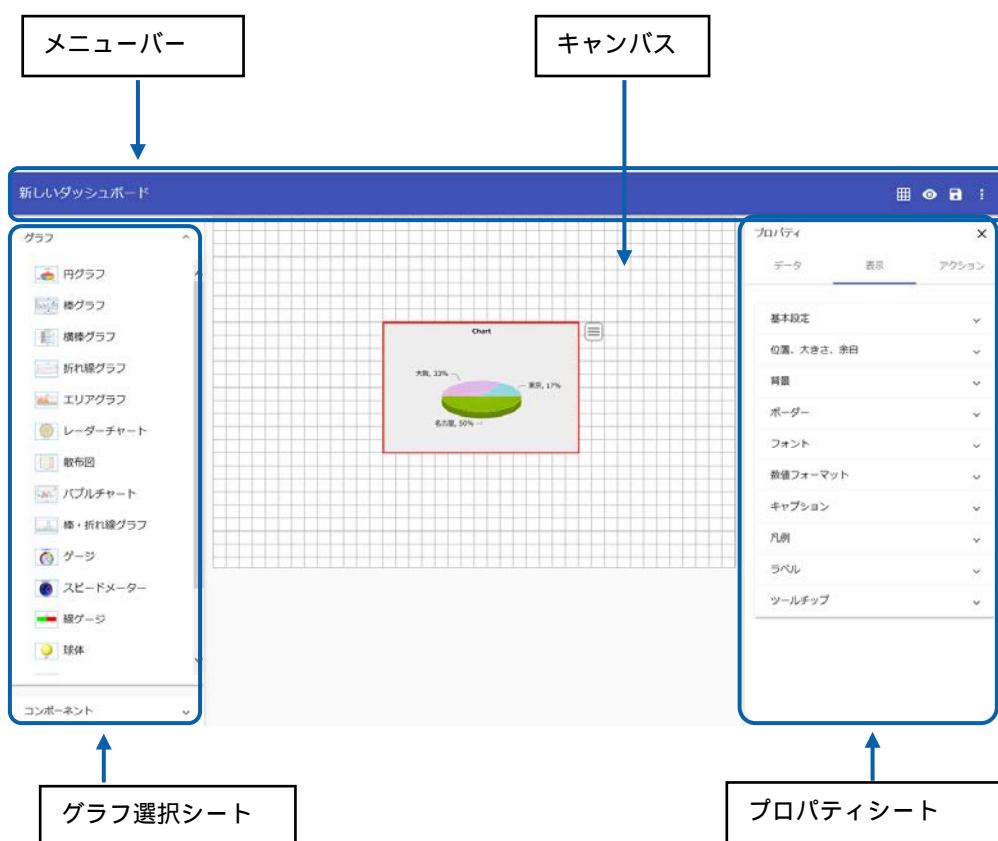 メニューバー
キャンバス
新しいダッシュボード
グラフ
円グラフ
棒グラフ
横棒グラフ
折れ線グラフ
エリアグラフ
レーダーチャート
散布図
バブルチャート
棒・折れ線グラフ
ゲージ
スピードメーター
線ゲージ
球体
コンポーネント
Chart
大阪, 33%
東京, 17%
名古屋, 50%
プロパティ
データ 表示 アクション
基本設定
位置、大きさ、余白
背景
ボーダー
フォント
数値フォーマット
キャプション
凡例
ラベル
ツールチップ
グラフ選択シート
プロパティシート